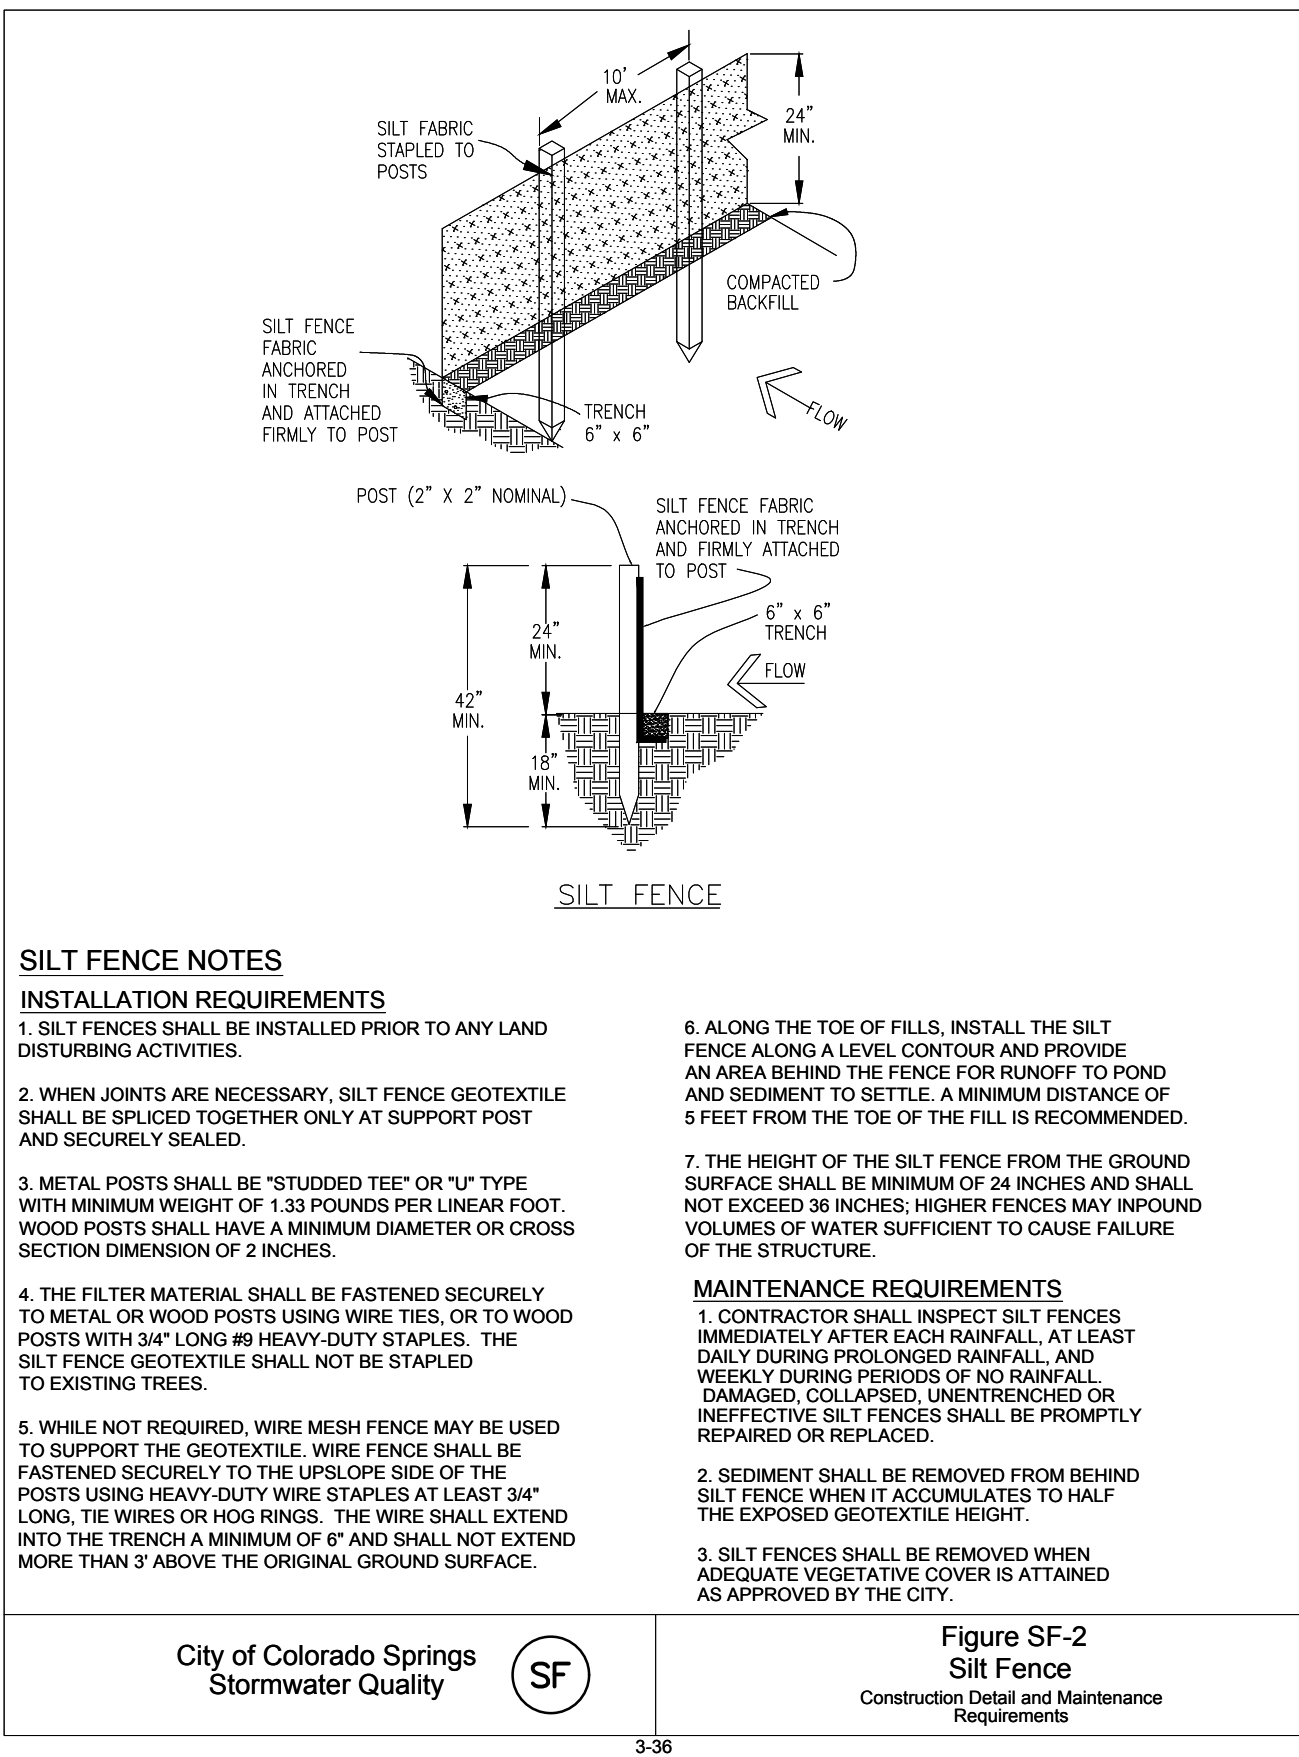 10'
MAX.
SILT FABRIC
STAPLED TO
POSTS
24"
MIN.
COMPACTED
BACKFILL
SILT FENCE
FABRIC
ANCHORED
IN TRENCH
AND ATTACHED
FIRMLY TO POST
TRENCH
6" x 6"
FLOW
POST (2" X 2" NOMINAL)
SILT FENCE FABRIC
ANCHORED IN TRENCH
AND FIRMLY ATTACHED
TO POST
6" x 6"
TRENCH
24"
MIN.
FLOW
42"
MIN.
18"
MIN.
SILT FENCE
SILT FENCE NOTES
INSTALLATION REQUIREMENTS
1. SILT FENCES SHALL BE INSTALLED PRIOR TO ANY LAND
DISTURBING ACTIVITIES.
2. WHEN JOINTS ARE NECESSARY, SILT FENCE GEOTEXTILE
SHALL BE SPLICED TOGETHER ONLY AT SUPPORT POST
AND SECURELY SEALED.
3. METAL POSTS SHALL BE "STUDDED TEE" OR "U" TYPE
WITH MINIMUM WEIGHT OF 1.33 POUNDS PER LINEAR FOOT.
WOOD POSTS SHALL HAVE A MINIMUM DIAMETER OR CROSS
SECTION DIMENSION OF 2 INCHES.
4. THE FILTER MATERIAL SHALL BE FASTENED SECURELY
TO METAL OR WOOD POSTS USING WIRE TIES, OR TO WOOD
POSTS WITH 3/4" LONG #9 HEAVY-DUTY STAPLES. THE
SILT FENCE GEOTEXTILE SHALL NOT BE STAPLED
TO EXISTING TREES.
5. WHILE NOT REQUIRED, WIRE MESH FENCE MAY BE USED
TO SUPPORT THE GEOTEXTILE. WIRE FENCE SHALL BE
FASTENED SECURELY TO THE UPSLOPE SIDE OF THE
POSTS USING HEAVY-DUTY WIRE STAPLES AT LEAST 3/4"
LONG, TIE WIRES OR HOG RINGS. THE WIRE SHALL EXTEND
INTO THE TRENCH A MINIMUM OF 6" AND SHALL NOT EXTEND
MORE THAN 3' ABOVE THE ORIGINAL GROUND SURFACE.
6. ALONG THE TOE OF FILLS, INSTALL THE SILT
FENCE ALONG A LEVEL CONTOUR AND PROVIDE
AN AREA BEHIND THE FENCE FOR RUNOFF TO POND
AND SEDIMENT TO SETTLE. A MINIMUM DISTANCE OF
5 FEET FROM THE TOE OF THE FILL IS RECOMMENDED.
7. THE HEIGHT OF THE SILT FENCE FROM THE GROUND
SURFACE SHALL BE MINIMUM OF 24 INCHES AND SHALL
NOT EXCEED 36 INCHES; HIGHER FENCES MAY INPOUND
VOLUMES OF WATER SUFFICIENT TO CAUSE FAILURE
OF THE STRUCTURE.
MAINTENANCE REQUIREMENTS
1. CONTRACTOR SHALL INSPECT SILT FENCES
IMMEDIATELY AFTER EACH RAINFALL, AT LEAST
DAILY DURING PROLONGED RAINFALL, AND
WEEKLY DURING PERIODS OF NO RAINFALL.
DAMAGED, COLLAPSED, UNENTRENCHED OR
INEFFECTIVE SILT FENCES SHALL BE PROMPTLY
REPAIRED OR REPLACED.
2. SEDIMENT SHALL BE REMOVED FROM BEHIND
SILT FENCE WHEN IT ACCUMULATES TO HALF
THE EXPOSED GEOTEXTILE HEIGHT.
3. SILT FENCES SHALL BE REMOVED WHEN
ADEQUATE VEGETATIVE COVER IS ATTAINED
AS APPROVED BY THE CITY.
City of Colorado Springs
Stormwater Quality
SF
Figure SF-2
Silt Fence
Construction Detail and Maintenance
Requirements
3-36